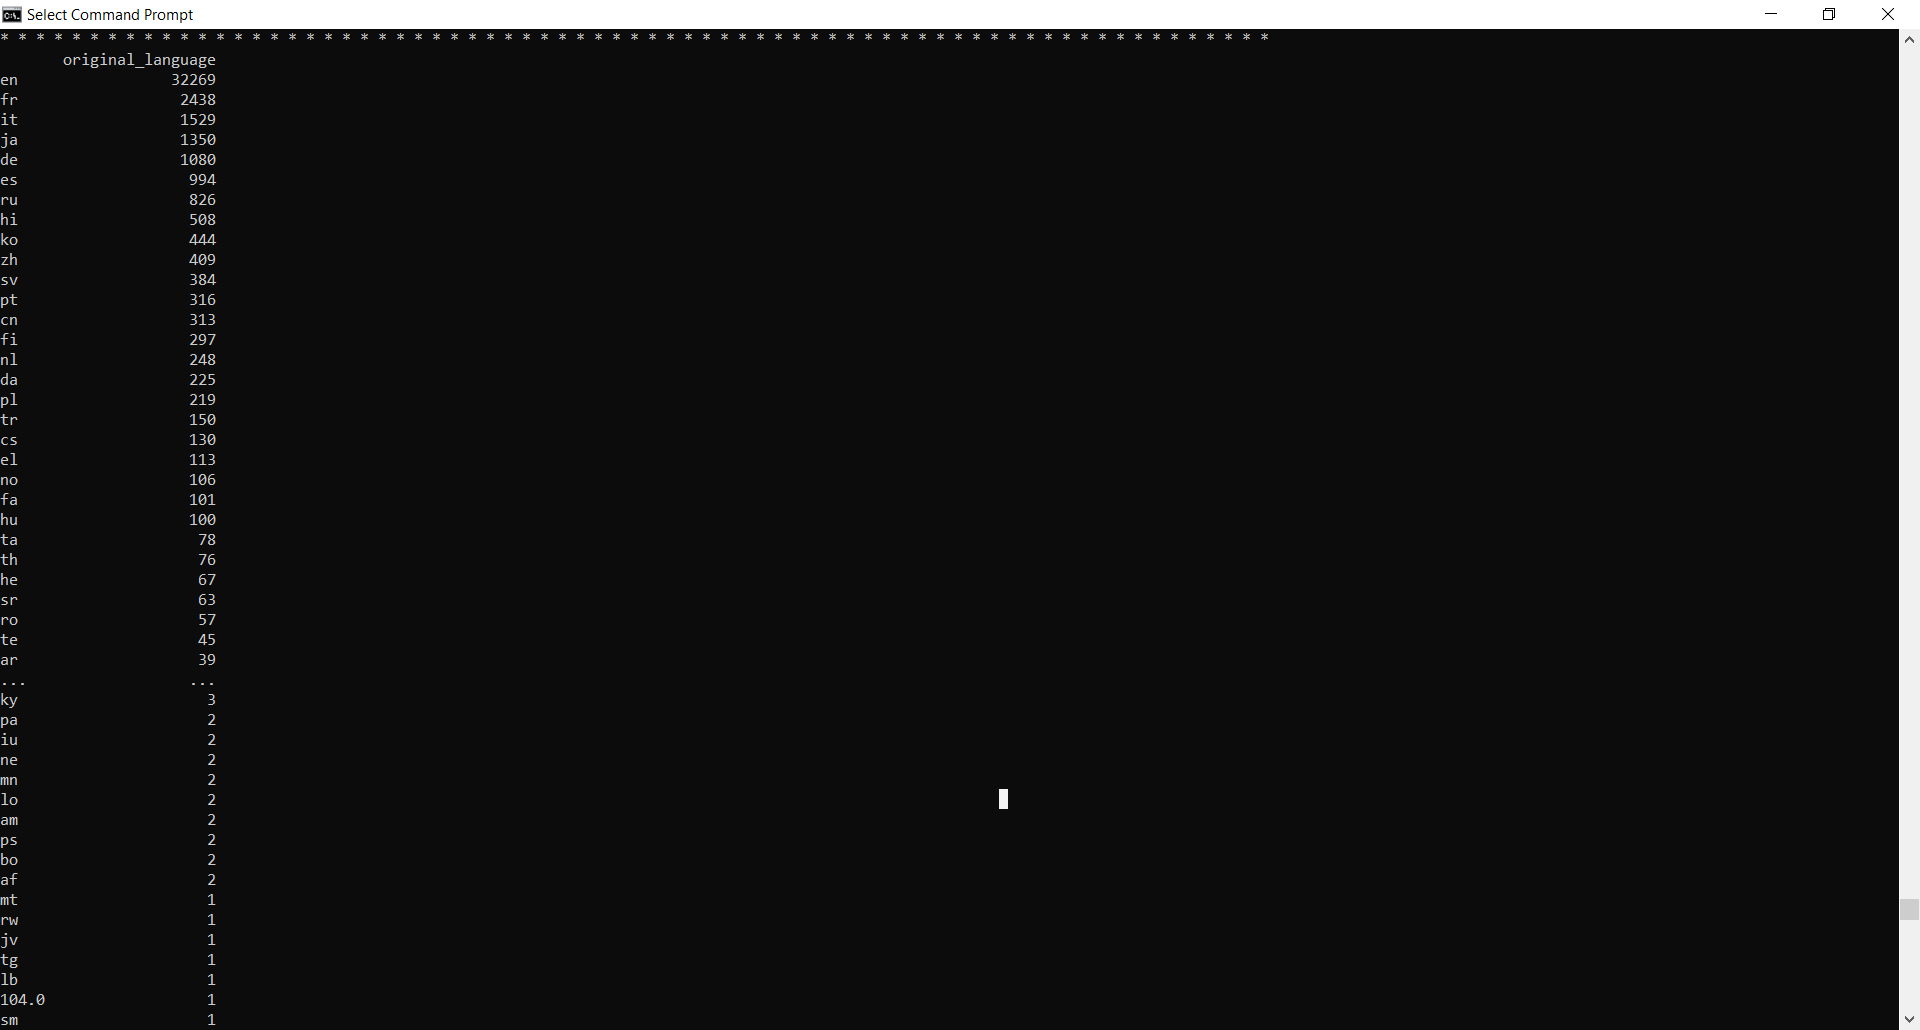 Select Command Prompt
* * * * * * * * * * * * * * * * * * * * * * * * * * * * * * * * * * * * * * * * * * * * * * * * * * * * * * * * * * * * * * * * * * * * * * *
original_language
en 32269
fr 2438
it 1529
ja 1350
de 1080
es 994
ru 826
hi 508
ko 444
zh 409
sv 384
pt 316
cn 313
fi 297
nl 248
da 225
pl 219
tr 150
cs 130
el 113
no 106
fa 101
hu 100
ta 78
th 76
he 67
sr 63
ro 57
te 45
ar 39
... ...
ky 3
pa 2
iu 2
ne 2
mn 2
lo 2
am 2
ps 2
bo 2
af 2
mt 1
rw 1
jv 1
tg 1
lb 1
104.0 1
sm 1